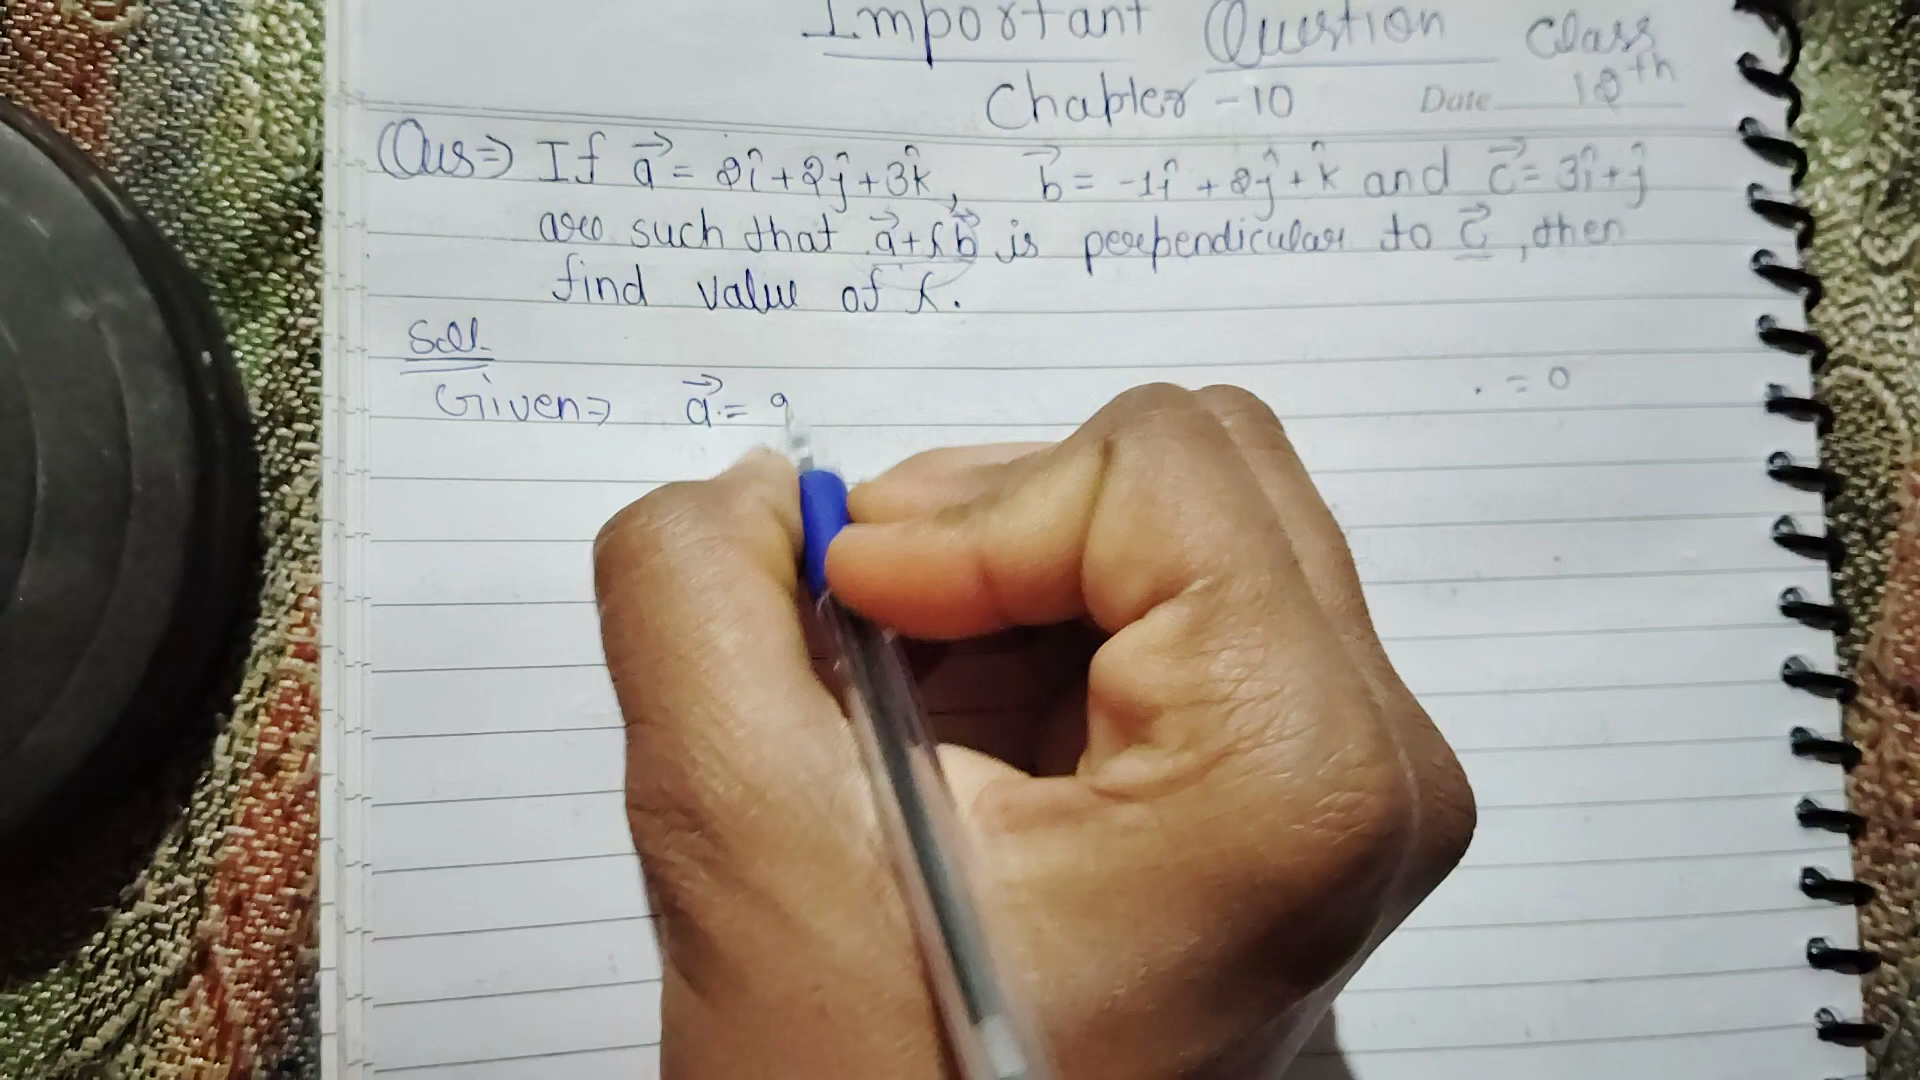 Important Question Class
Chapter - 10 Date 12th
Ques⇒ If a⃗ = 2î + 2ĵ + 3k̂, b⃗ = -1î + 2ĵ + k̂ and c⃗ = 3î + ĵ
are such that a⃗ + λb⃗ is perpendicular to c⃗, then
find value of λ.
Sol.
Given⇒ a⃗ = 2 . = 0